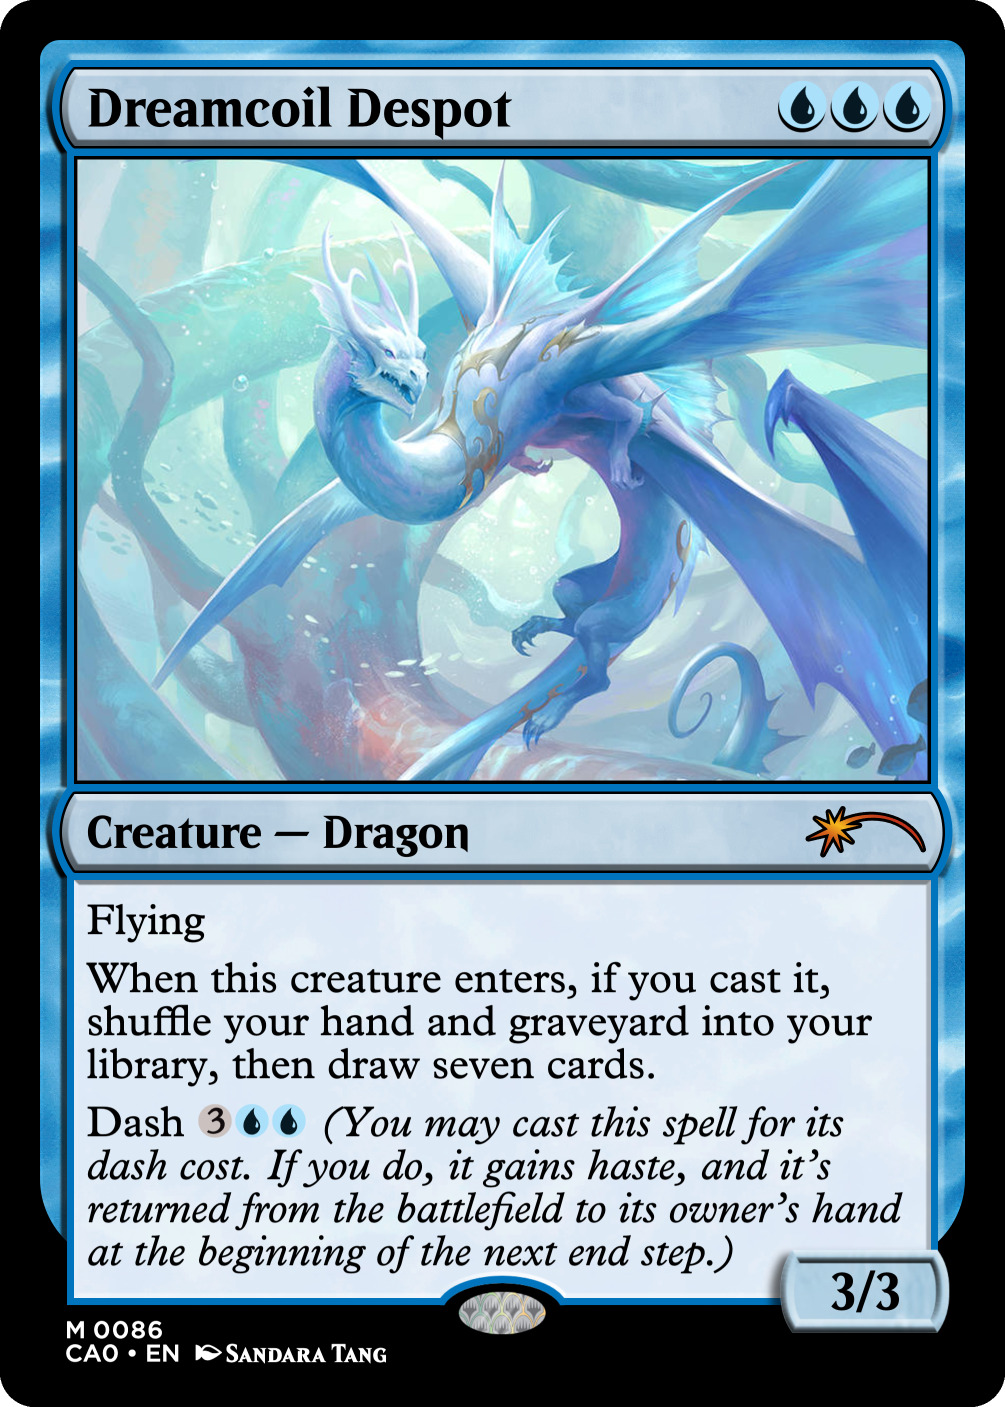 Dreamcoil Despot
Creature — Dragon
Flying
When this creature enters, if you cast it,
shuffle your hand and graveyard into your
library, then draw seven cards.
Dash 3 (You may cast this spell for its
dash cost. If you do, it gains haste, and it's
returned from the battlefield to its owner's hand
at the beginning of the next end step.)
3/3
M 0086
CAO • EN Sandara Tang